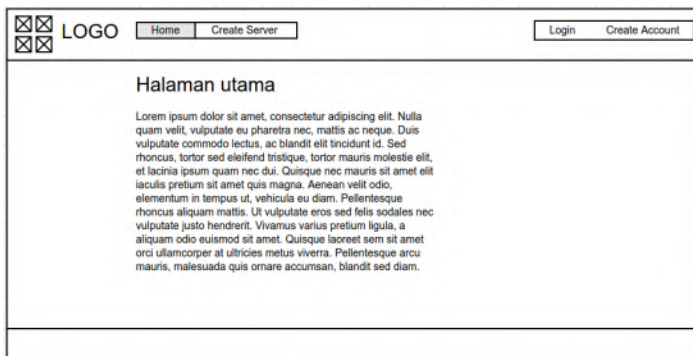 LOGO
Home
Create Server
Login
Create Account
Halaman utama
Lorem ipsum dolor sit amet, consectetur adipiscing elit. Nulla
quam velit, vulputate eu pharetra nec, mattis ac neque. Duis
vulputate commodo lectus, ac blandit elit tincidunt id. Sed
rhoncus, tortor sed eleifend tristique, tortor mauris molestie elit,
et lacinia ipsum quam nec dui. Quisque nec mauris sit amet elit
iaculis pretium sit amet quis magna. Aenean velit odio,
elementum in tempus ut, vehicula eu diam. Pellentesque
rhoncus aliquam mattis. Ut vulputate eros sed felis sodales nec
vulputate justo hendrerit. Vivamus varius pretium ligula, a
aliquam odio euismod sit amet. Quisque laoreet sem sit amet
orci ullamcorper at ultricies metus viverra. Pellentesque arcu
mauris, malesuada quis ornare accumsan, blandit sed diam.